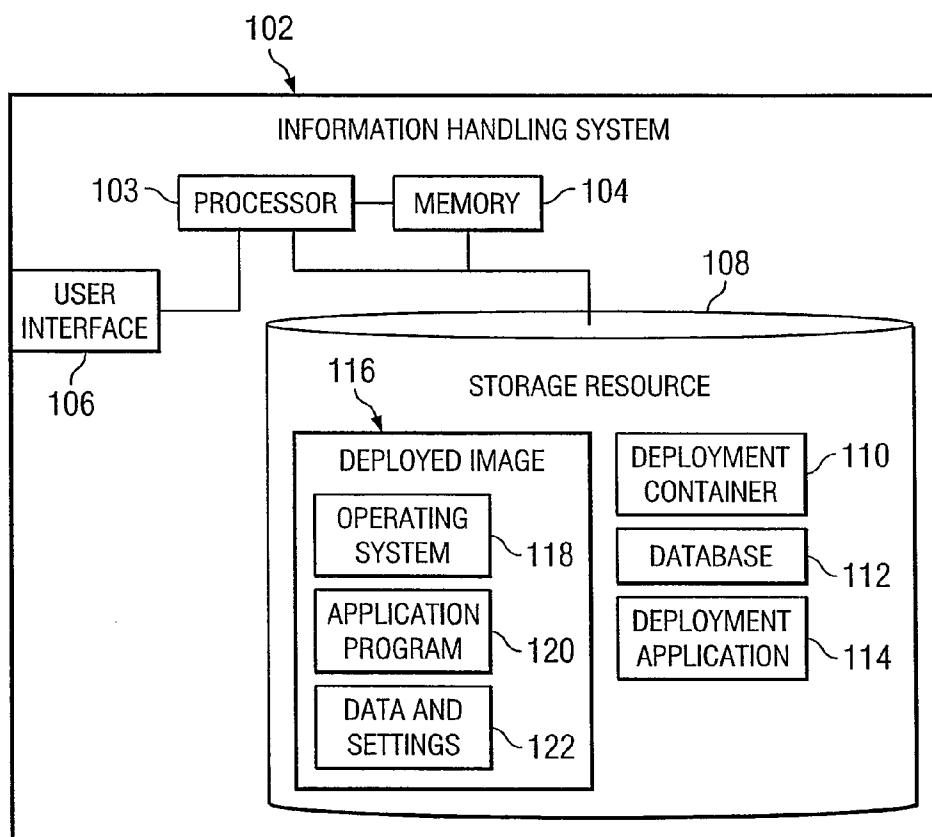 102
INFORMATION HANDLING SYSTEM
103
PROCESSOR
MEMORY
104
USER
INTERFACE
106
108
STORAGE RESOURCE
116
DEPLOYED IMAGE
OPERATING
SYSTEM
118
APPLICATION
PROGRAM
120
DATA AND
SETTINGS
122
DEPLOYMENT
CONTAINER
110
DATABASE
112
DEPLOYMENT
APPLICATION
114